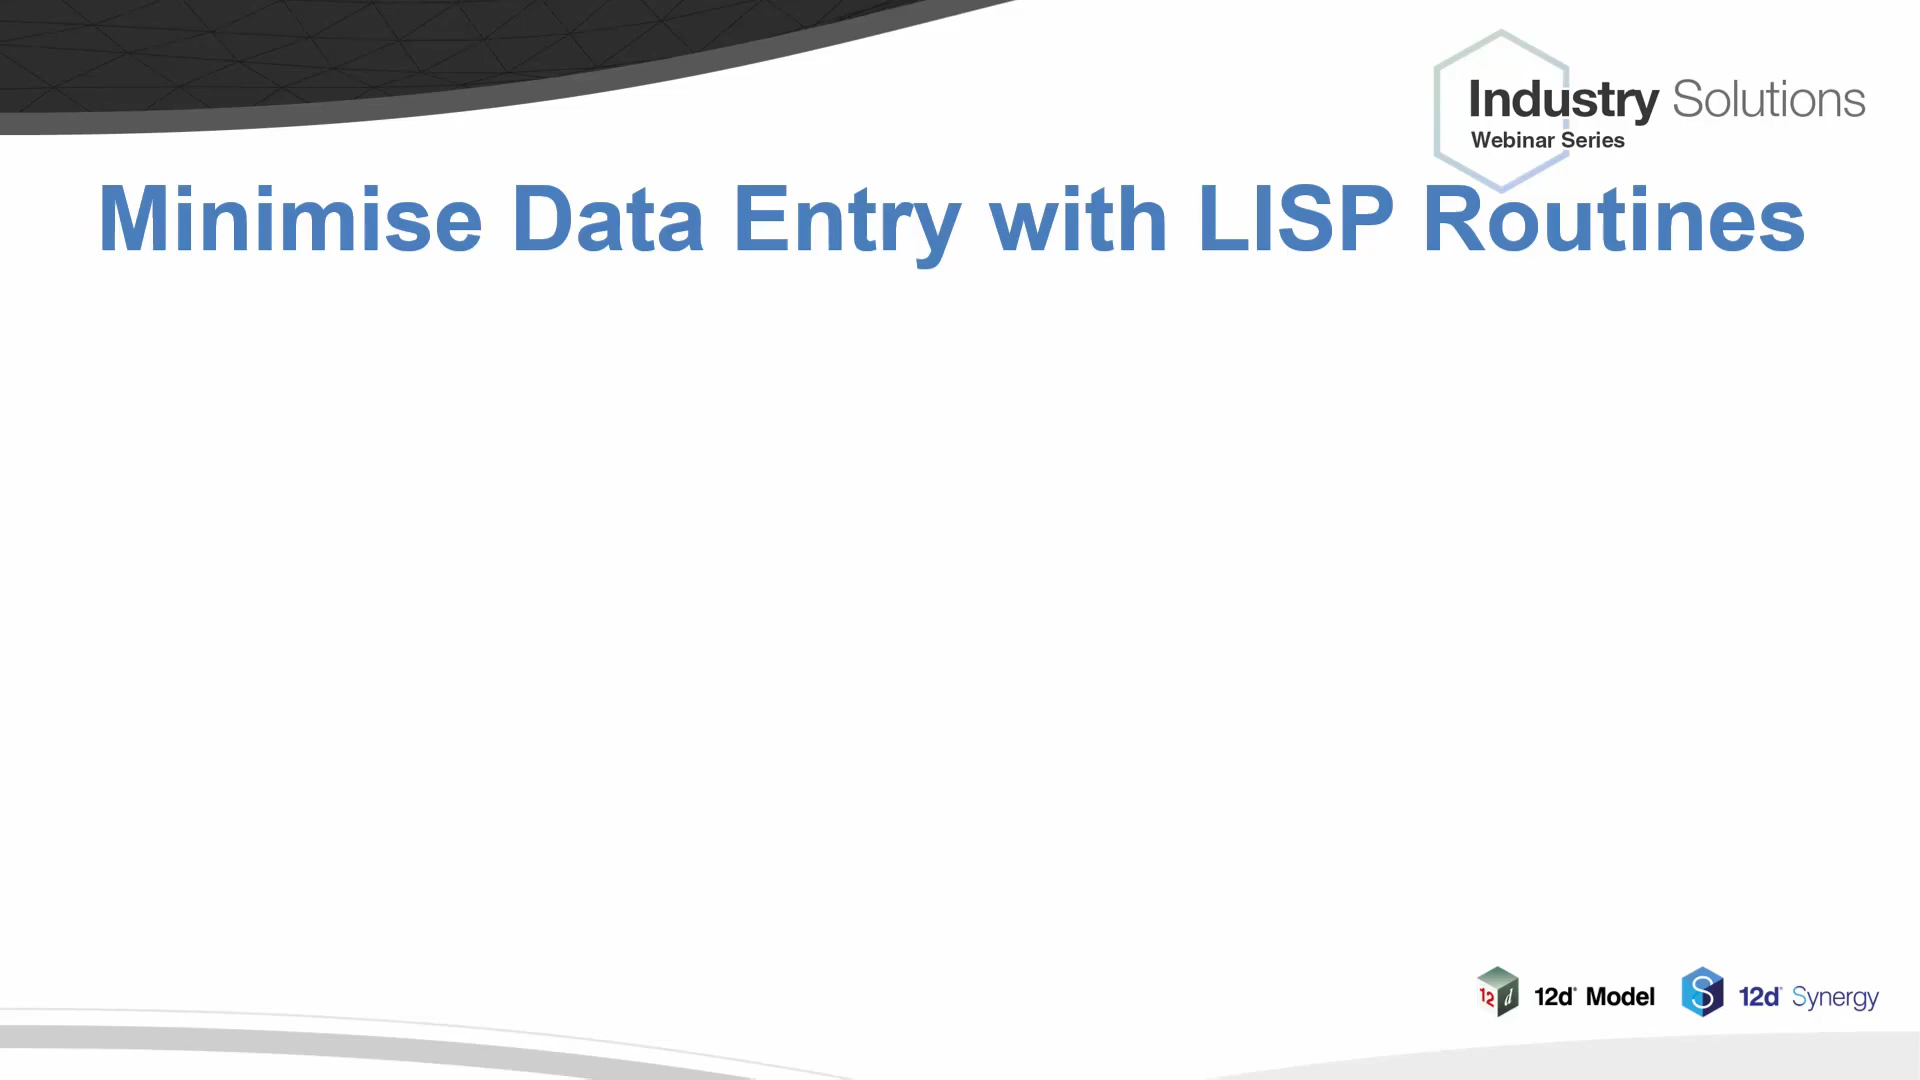 Industry Solutions
Webinar Series
Minimise Data Entry with LISP Routines
12d Model
12d Synergy